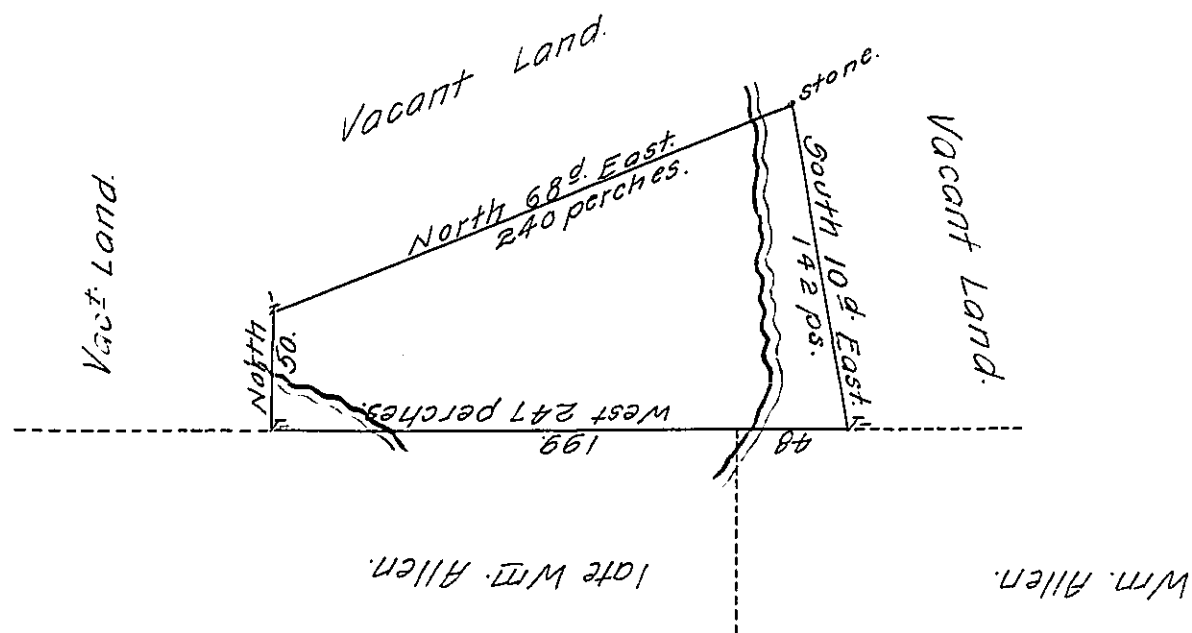 Vacant Land.
stone.
Vacant Land.
Vact. Land.
North 68d. East.
240 perches.
South 10d. East.
142 ps.
North
50.
West 247 perches.
199
48
late Wm. Allen.
Wm. Allen.